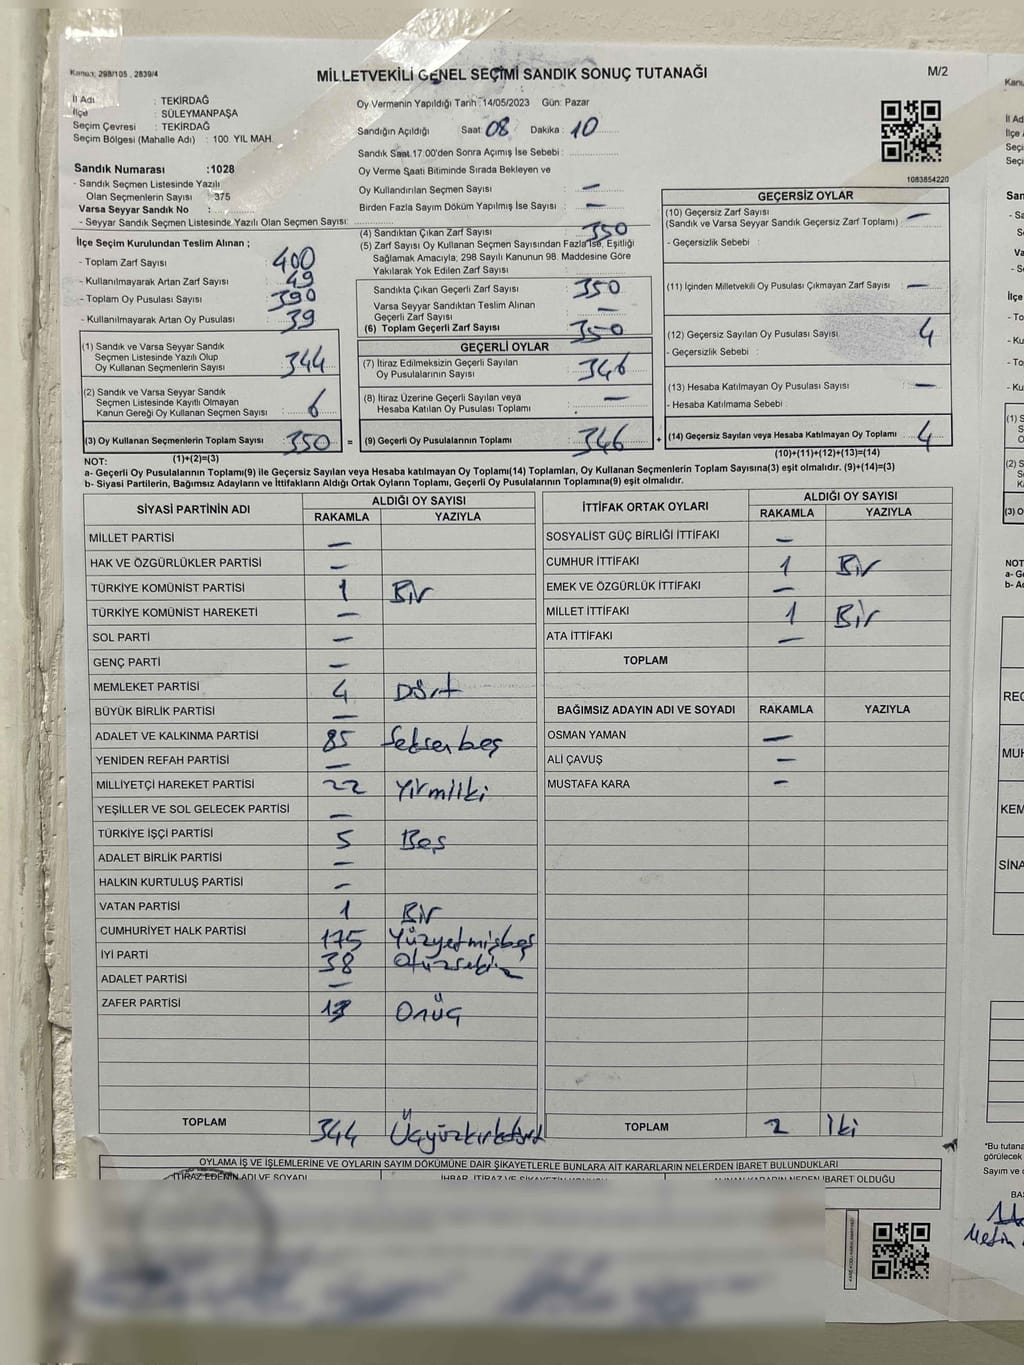 Kanun: 298/105 , 2839/4
MİLLETVEKİLİ GENEL SEÇİMİ SANDIK SONUÇ TUTANAĞI
M/2
İl Adı : TEKİRDAĞ
İlçe : SÜLEYMANPAŞA
Seçim Çevresi : TEKİRDAĞ
Seçim Bölgesi (Mahalle Adı) : 100 YIL MAH.
Oy Vermenin Yapıldığı Tarih :14/05/2023 Gün: Pazar
Sandığın Açıldığı Saat : 08 Dakika : 10
Sandık Saat 17:00'den Sonra Açımış İse Sebebi :
Sandık Numarası :1028
- Sandık Seçmen Listesinde Yazılı
Olan Seçmenlerin Sayısı : 375
Varsa Seyyar Sandık No :
- Seyyar Sandık Seçmen Listesinde Yazılı Olan Seçmen Sayısı:
Oy Verme Saati Bitiminde Sırada Bekleyen ve
Oy Kullandırılan Seçmen Sayısı : —
Birden Fazla Sayım Döküm Yapılmış İse Sayısı : —
1083854220
İlçe Seçim Kurulundan Teslim Alınan ;
- Toplam Zarf Sayısı : 400
- Kullanılmayarak Artan Zarf Sayısı : 49
- Toplam Oy Pusulası Sayısı : 390
- Kullanılmayarak Artan Oy Pusulası : 39
(1) Sandık ve Varsa Seyyar Sandık
Seçmen Listesinde Yazılı Olup
Oy Kullanan Seçmenlerin Sayısı : 344
(2) Sandık ve Varsa Seyyar Sandık
Seçmen Listesinde Kayıtlı Olmayan
Kanun Gereği Oy Kullanan Seçmen Sayısı : 6
(3) Oy Kullanan Seçmenlerin Toplam Sayısı : 350
(1)+(2)=(3)
(4) Sandıktan Çıkan Zarf Sayısı : 350
(5) Zarf Sayısı Oy Kullanan Seçmen Sayısından Fazla İse, Eşitliği
Sağlamak Amacıyla; 298 Sayılı Kanunun 98. Maddesine Göre
Yakılarak Yok Edilen Zarf Sayısı :
Sandıkta Çıkan Geçerli Zarf Sayısı : 350
Varsa Seyyar Sandıktan Teslim Alınan
Geçerli Zarf Sayısı : —
(6) Toplam Geçerli Zarf Sayısı : 350
GEÇERLİ OYLAR
(7) İtiraz Edilmeksizin Geçerli Sayılan
Oy Pusulalarının Sayısı : 346
(8) İtiraz Üzerine Geçerli Sayılan veya
Hesaba Katılan Oy Pusulaları Toplamı : —
= (9) Geçerli Oy Pusulalarının Toplamı : 346
GEÇERSİZ OYLAR
(10) Geçersiz Zarf Sayısı
(Sandık ve Varsa Seyyar Sandık Geçersiz Zarf Toplamı) : —
- Geçersizlik Sebebi :
(11) İçinden Milletvekili Oy Pusulası Çıkmayan Zarf Sayısı : —
(12) Geçersiz Sayılan Oy Pusulası Sayısı : 4
- Geçersizlik Sebebi :
(13) Hesaba Katılmayan Oy Pusulası Sayısı : —
- Hesaba Katılmama Sebebi :
+ (14) Geçersiz Sayılan veya Hesaba Katılmayan Oy Toplamı : 4
(10)+(11)+(12)+(13)=(14)
NOT:
a- Geçerli Oy Pusulalarının Toplamı(9) ile Geçersiz Sayılan veya Hesaba katılmayan Oy Toplamı(14) Toplamları, Oy Kullanan Seçmenlerin Toplam Sayısına(3) eşit olmalıdır. (9)+(14)=(3)
b- Siyasi Partilerin, Bağımsız Adayların ve İttifakların Aldığı Ortak Oyların Toplamı, Geçerli Oy Pusulalarının Toplamına(9) eşit olmalıdır.
SİYASİ PARTİNİN ADI ALDIĞI OY SAYISI
RAKAMLA YAZIYLA
MİLLET PARTİSİ —
HAK VE ÖZGÜRLÜKLER PARTİSİ —
TÜRKİYE KOMÜNİST PARTİSİ 1 Bir
TÜRKİYE KOMÜNİST HAREKETİ —
SOL PARTİ —
GENÇ PARTİ —
MEMLEKET PARTİSİ 4 Dört
BÜYÜK BİRLİK PARTİSİ —
ADALET VE KALKINMA PARTİSİ 85 Seksenbeş
YENİDEN REFAH PARTİSİ —
MİLLİYETÇİ HAREKET PARTİSİ 22 Yirmiiki
YEŞİLLER VE SOL GELECEK PARTİSİ —
TÜRKİYE İŞÇİ PARTİSİ 5 Beş
ADALET BİRLİK PARTİSİ —
HALKIN KURTULUŞ PARTİSİ —
VATAN PARTİSİ 1 Bir
CUMHURİYET HALK PARTİSİ 175 Yüzyetmişbeş
İYİ PARTİ 38 Otuzsekiz
ADALET PARTİSİ —
ZAFER PARTİSİ 13 Onüç
TOPLAM 344 Üçyüzkırkdört
İTTİFAK ORTAK OYLARI ALDIĞI OY SAYISI
RAKAMLA YAZIYLA
SOSYALİST GÜÇ BİRLİĞİ İTTİFAKI —
CUMHUR İTTİFAKI 1 Bir
EMEK VE ÖZGÜRLÜK İTTİFAKI —
MİLLET İTTİFAKI 1 Bir
ATA İTTİFAKI —
TOPLAM
BAĞIMSIZ ADAYIN ADI VE SOYADI RAKAMLA YAZIYLA
OSMAN YAMAN —
ALİ ÇAVUŞ —
MUSTAFA KARA —
TOPLAM 2 İki
OYLAMA İŞ VE İŞLEMLERİNE VE OYLARIN SAYIM DÖKÜMÜNE DAİR ŞİKAYETLERLE BUNLARA AİT KARARLARIN NELERDEN İBARET BULUNDUKLARI
İTİRAZ EDENİN ADI VE SOYADI